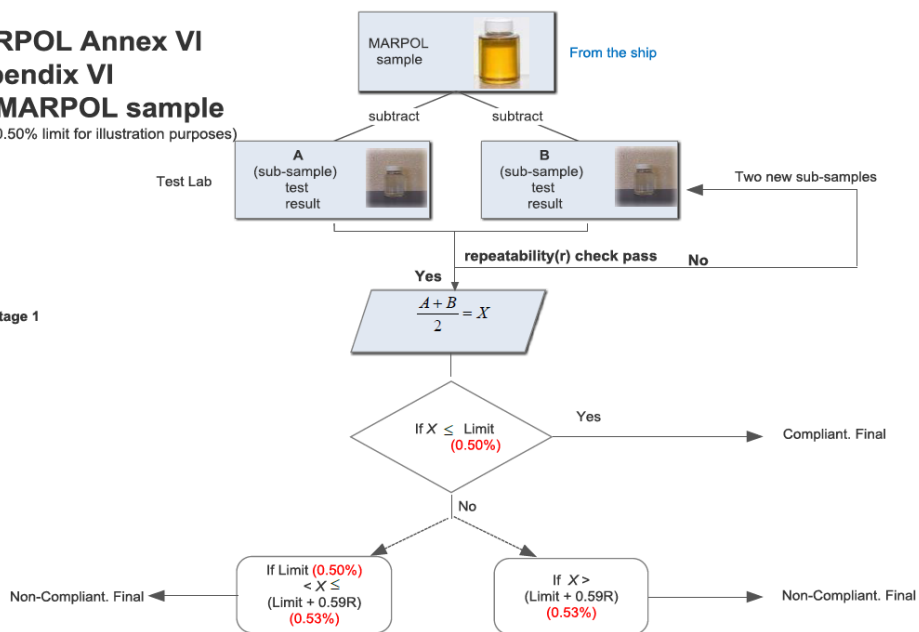 RPOL Annex VI
pendix VI
MARPOL sample
0.50% limit for illustration purposes)
MARPOL
sample
From the ship
subtract
subtract
Test Lab
A
(sub-sample)
test
result
B
(sub-sample)
test
result
Two new sub-samples
repeatability(r) check pass
No
Yes
tage 1
A + B
2
= X
If X ≤ Limit
(0.50%)
Yes
Compliant. Final
No
Non-Compliant. Final
If Limit (0.50%)
< X ≤
(Limit + 0.59R)
(0.53%)
If X >
(Limit + 0.59R)
(0.53%)
Non-Compliant. Final